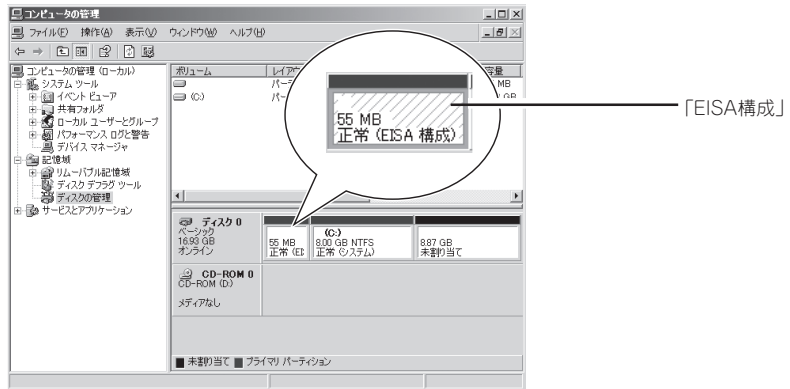 コンピュータの管理
ファイル(F) 操作(A) 表示(V) ウィンドウ(W) ヘルプ(H)
コンピュータの管理 (ローカル)
システム ツール
イベント ビューア
共有フォルダ
ローカル ユーザーとグループ
パフォーマンス ログと警告
デバイス マネージャ
記憶域
リムーバブル記憶域
ディスク デフラグ ツール
ディスクの管理
サービスとアプリケーション
ボリューム
(C:)
MB
GB
55 MB
正常 (EISA 構成)
「EISA構成」
ディスク 0
ベーシック
16.93 GB
オンライン
55 MB
正常 (EI
(C:)
8.00 GB NTFS
正常 (システム)
8.87 GB
未割り当て
CD-ROM 0
CD-ROM (D:)
メディアなし
未割り当て プライマリ パーティション